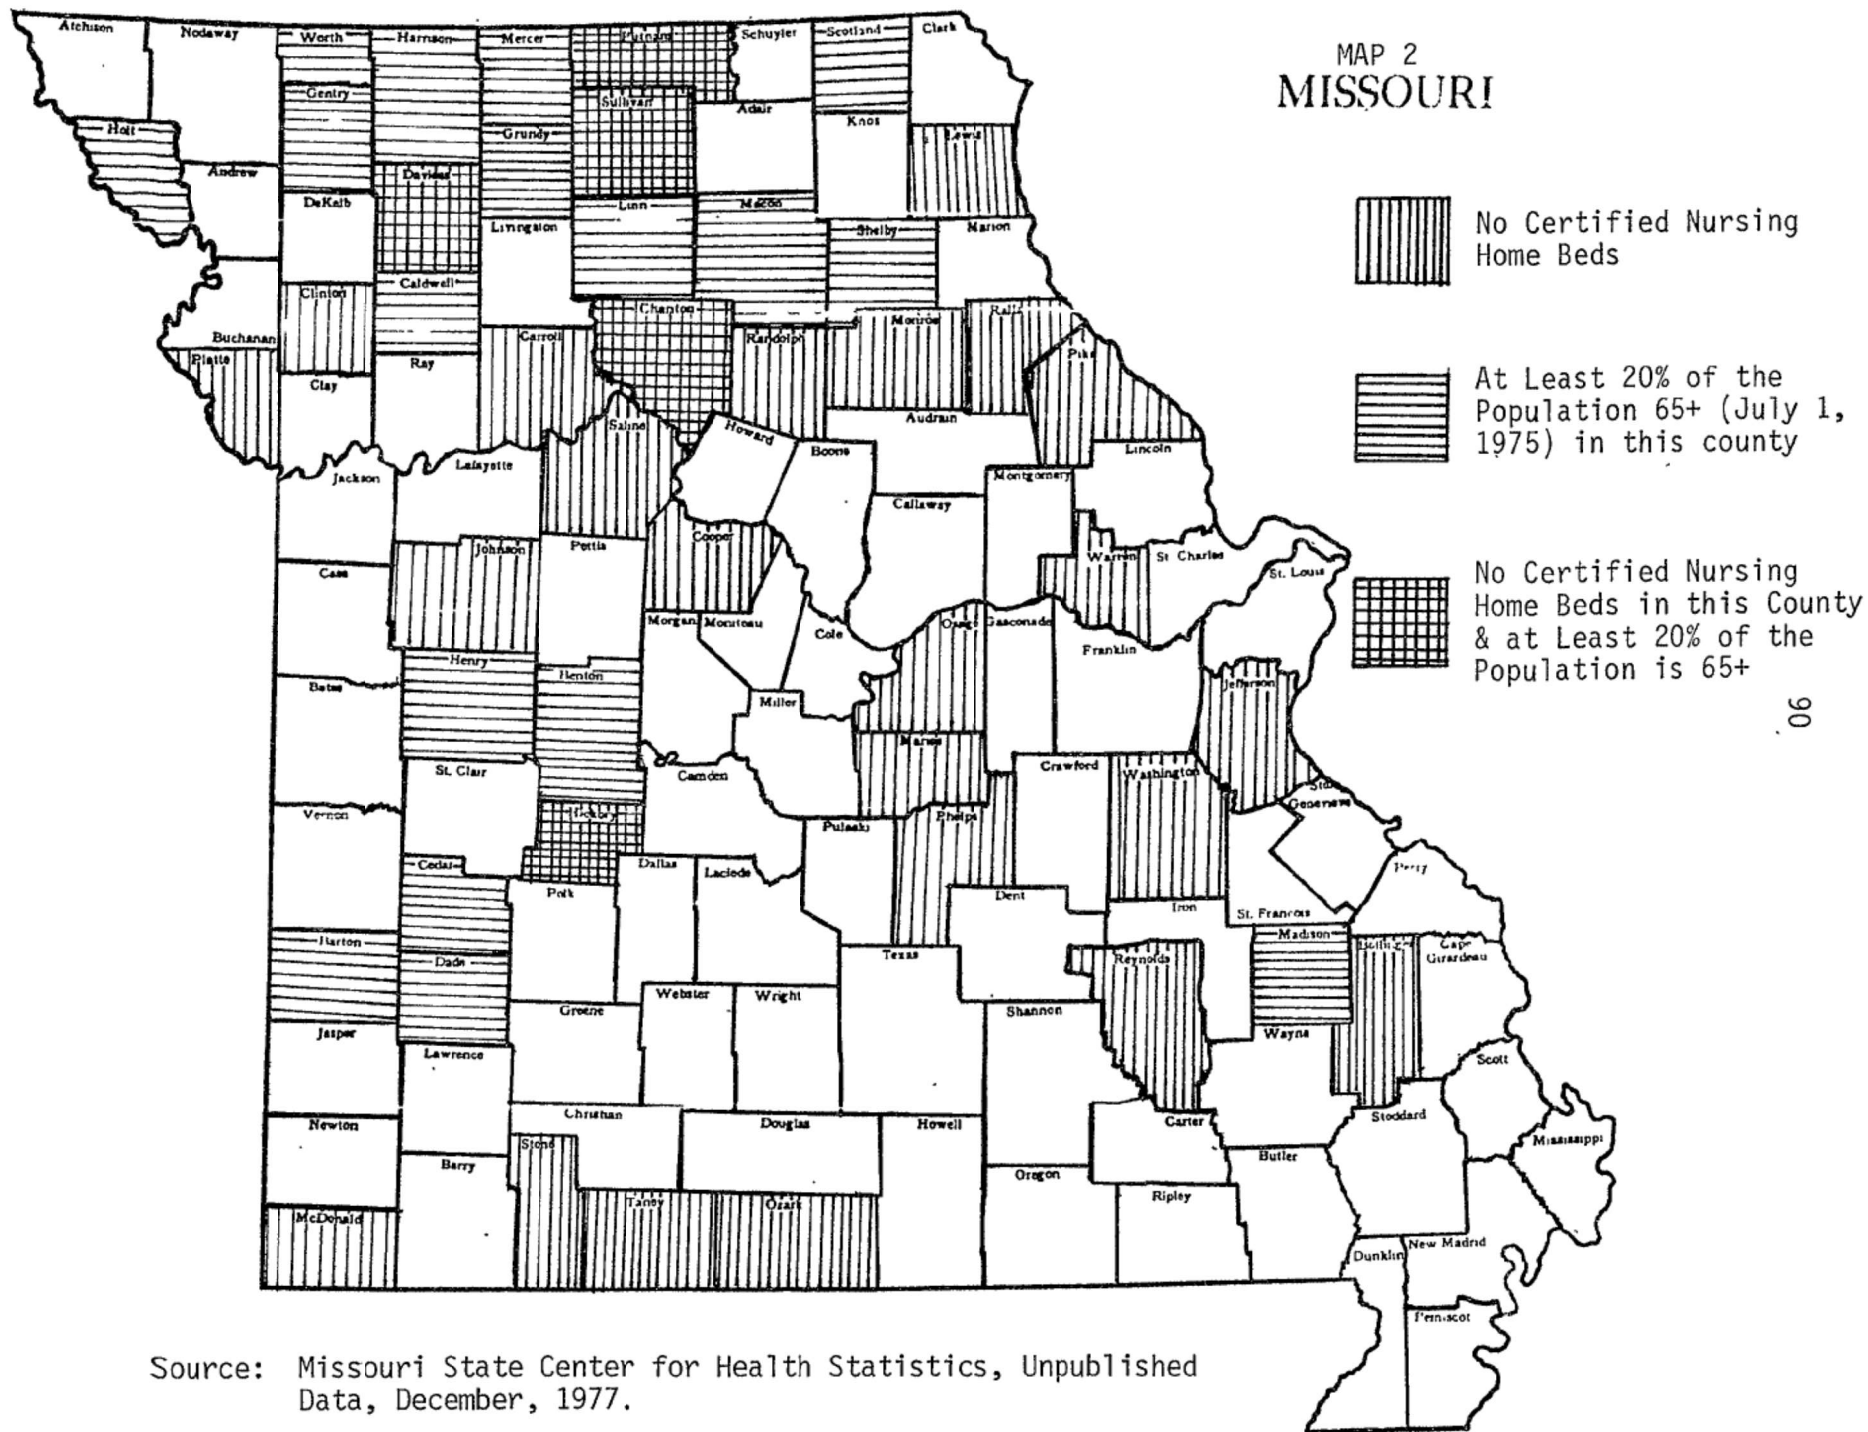 MAP 2
MISSOURI
No Certified Nursing
Home Beds
At Least 20% of the
Population 65+ (July 1,
1975) in this county
No Certified Nursing
Home Beds in this County
& at Least 20% of the
Population is 65+
90
Atchison
Nodaway
Worth
Harrison
Mercer
Putnam
Schuyler
Scotland
Clark
Gentry
Sullivan
Adair
Knox
Lewis
Holt
Grundy
Andrew
DeKalb
Daviess
Linn
Macon
Livingston
Shelby
Marion
Clinton
Caldwell
Chariton
Monroe
Ralls
Buchanan
Carroll
Randolph
Platte
Clay
Ray
Pike
Audrain
Saline
Howard
Boone
Lincoln
Jackson
Lafayette
Montgomery
Callaway
Cooper
Johnson
Pettis
Warren
St Charles
St. Louis
Cass
Morgan
Moniteau
Cole
Osage
Gasconade
Franklin
Henry
Benton
Bates
Miller
Jefferson
Maries
St. Clair
Camden
Crawford
Washington
Ste.
Genevieve
Vernon
Hickory
Pulaski
Phelps
Cedar
Dallas
Laclede
Perry
Polk
Dent
Iron
St. Francois
Barton
Madison
Bollinger
Cape
Girardeau
Dade
Texas
Reynolds
Webster
Wright
Greene
Shannon
Jasper
Wayne
Lawrence
Scott
Christian
Douglas
Howell
Carter
Stoddard
Newton
Stone
Mississippi
Barry
Oregon
Butler
Ripley
McDonald
Taney
Ozark
Dunklin
New Madrid
Pemiscot
Source: Missouri State Center for Health Statistics, Unpublished
Data, December, 1977.